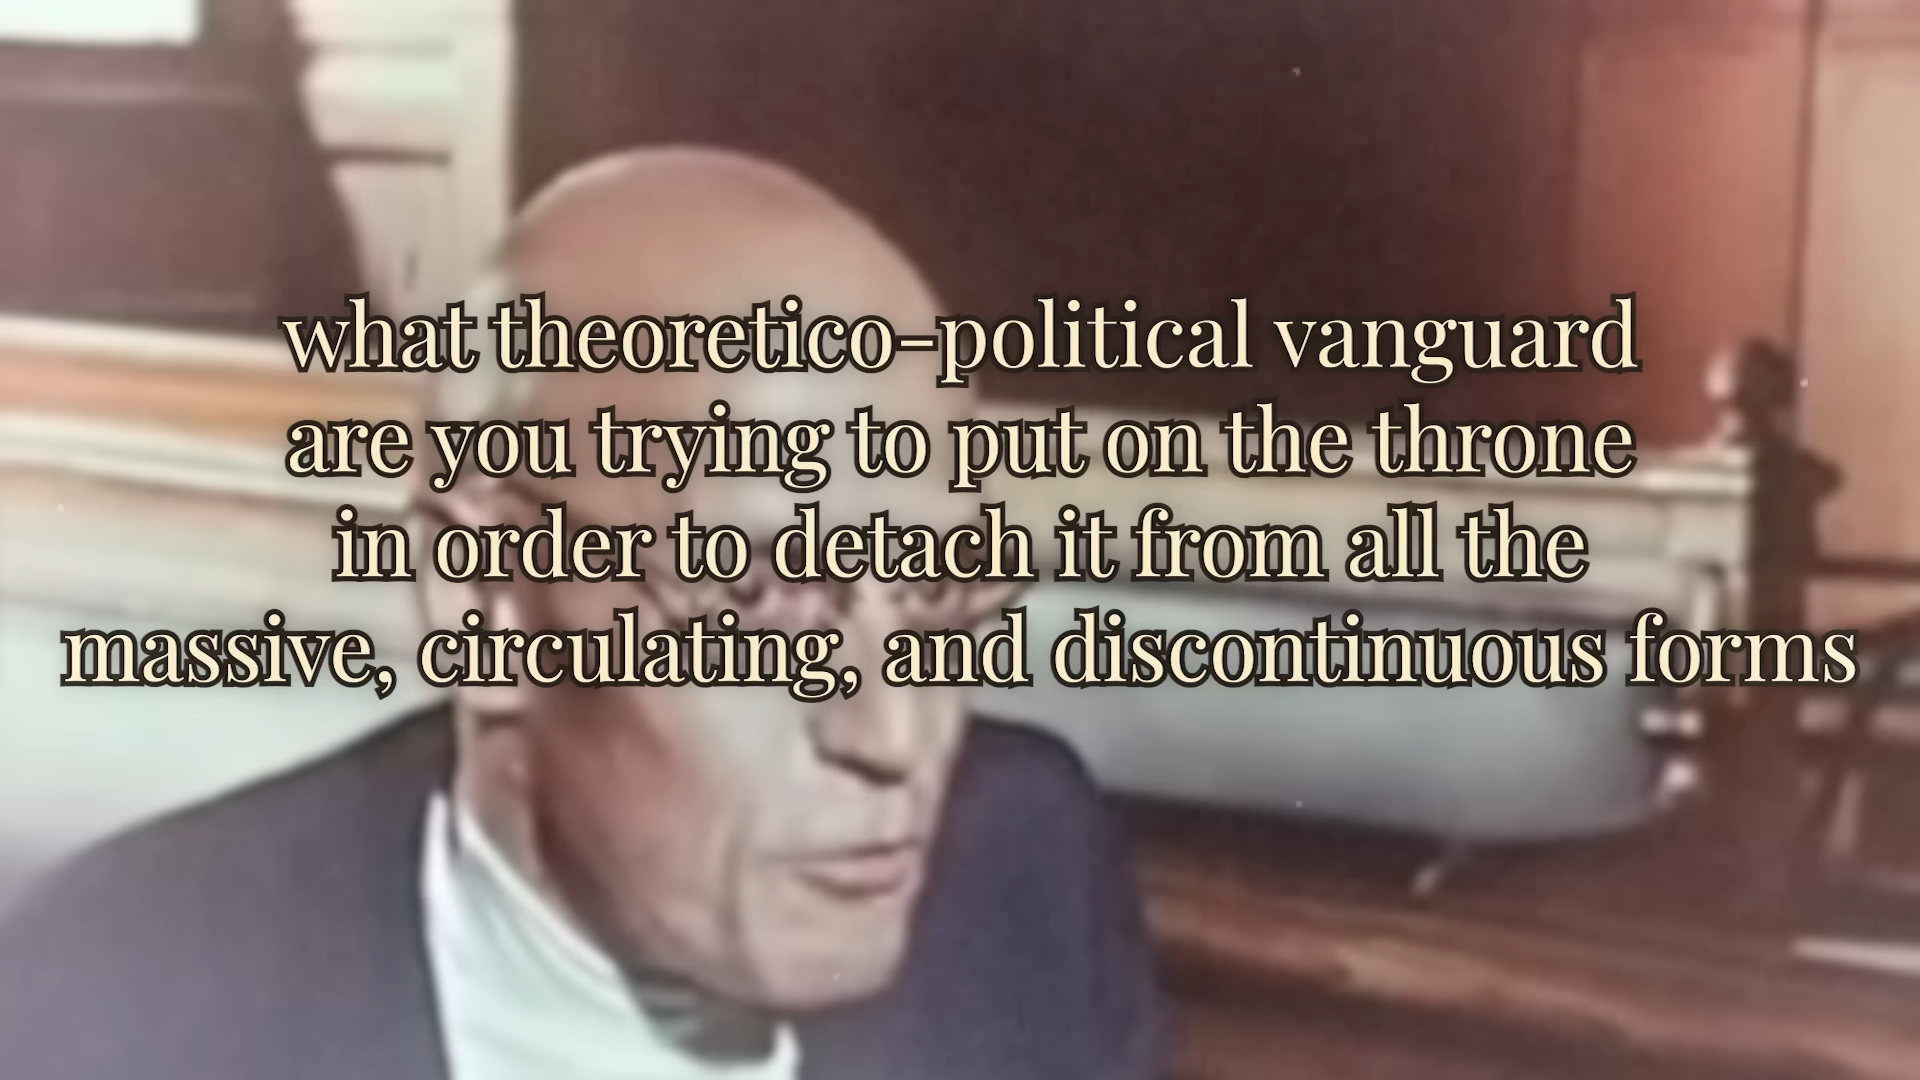 what theoretico-political vanguard
are you trying to put on the throne
in order to detach it from all the
massive, circulating, and discontinuous forms